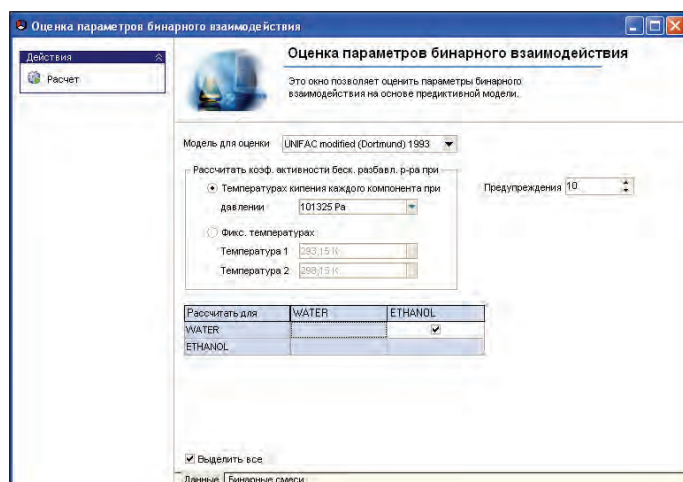 Оценка параметров бинарного взаимодействия
Действия
Расчет
Оценка параметров бинарного взаимодействия
Это окно позволяет оценить параметры бинарного
взаимодействия на основе предиктивной модели.
Модель для оценки UNIFAC modified (Dortmund) 1993
Рассчитать коэф. активности беск. разбавл. р-ра при
Температурах кипения каждого компонента при
давлении 101325 Pa
Предупреждения 10
Фикс. температурах
Температура 1 293,15 K
Температура 2 298,15 K
Рассчитать для WATER ETHANOL
WATER
ETHANOL
Выделить все
Данные Бинарные смеси